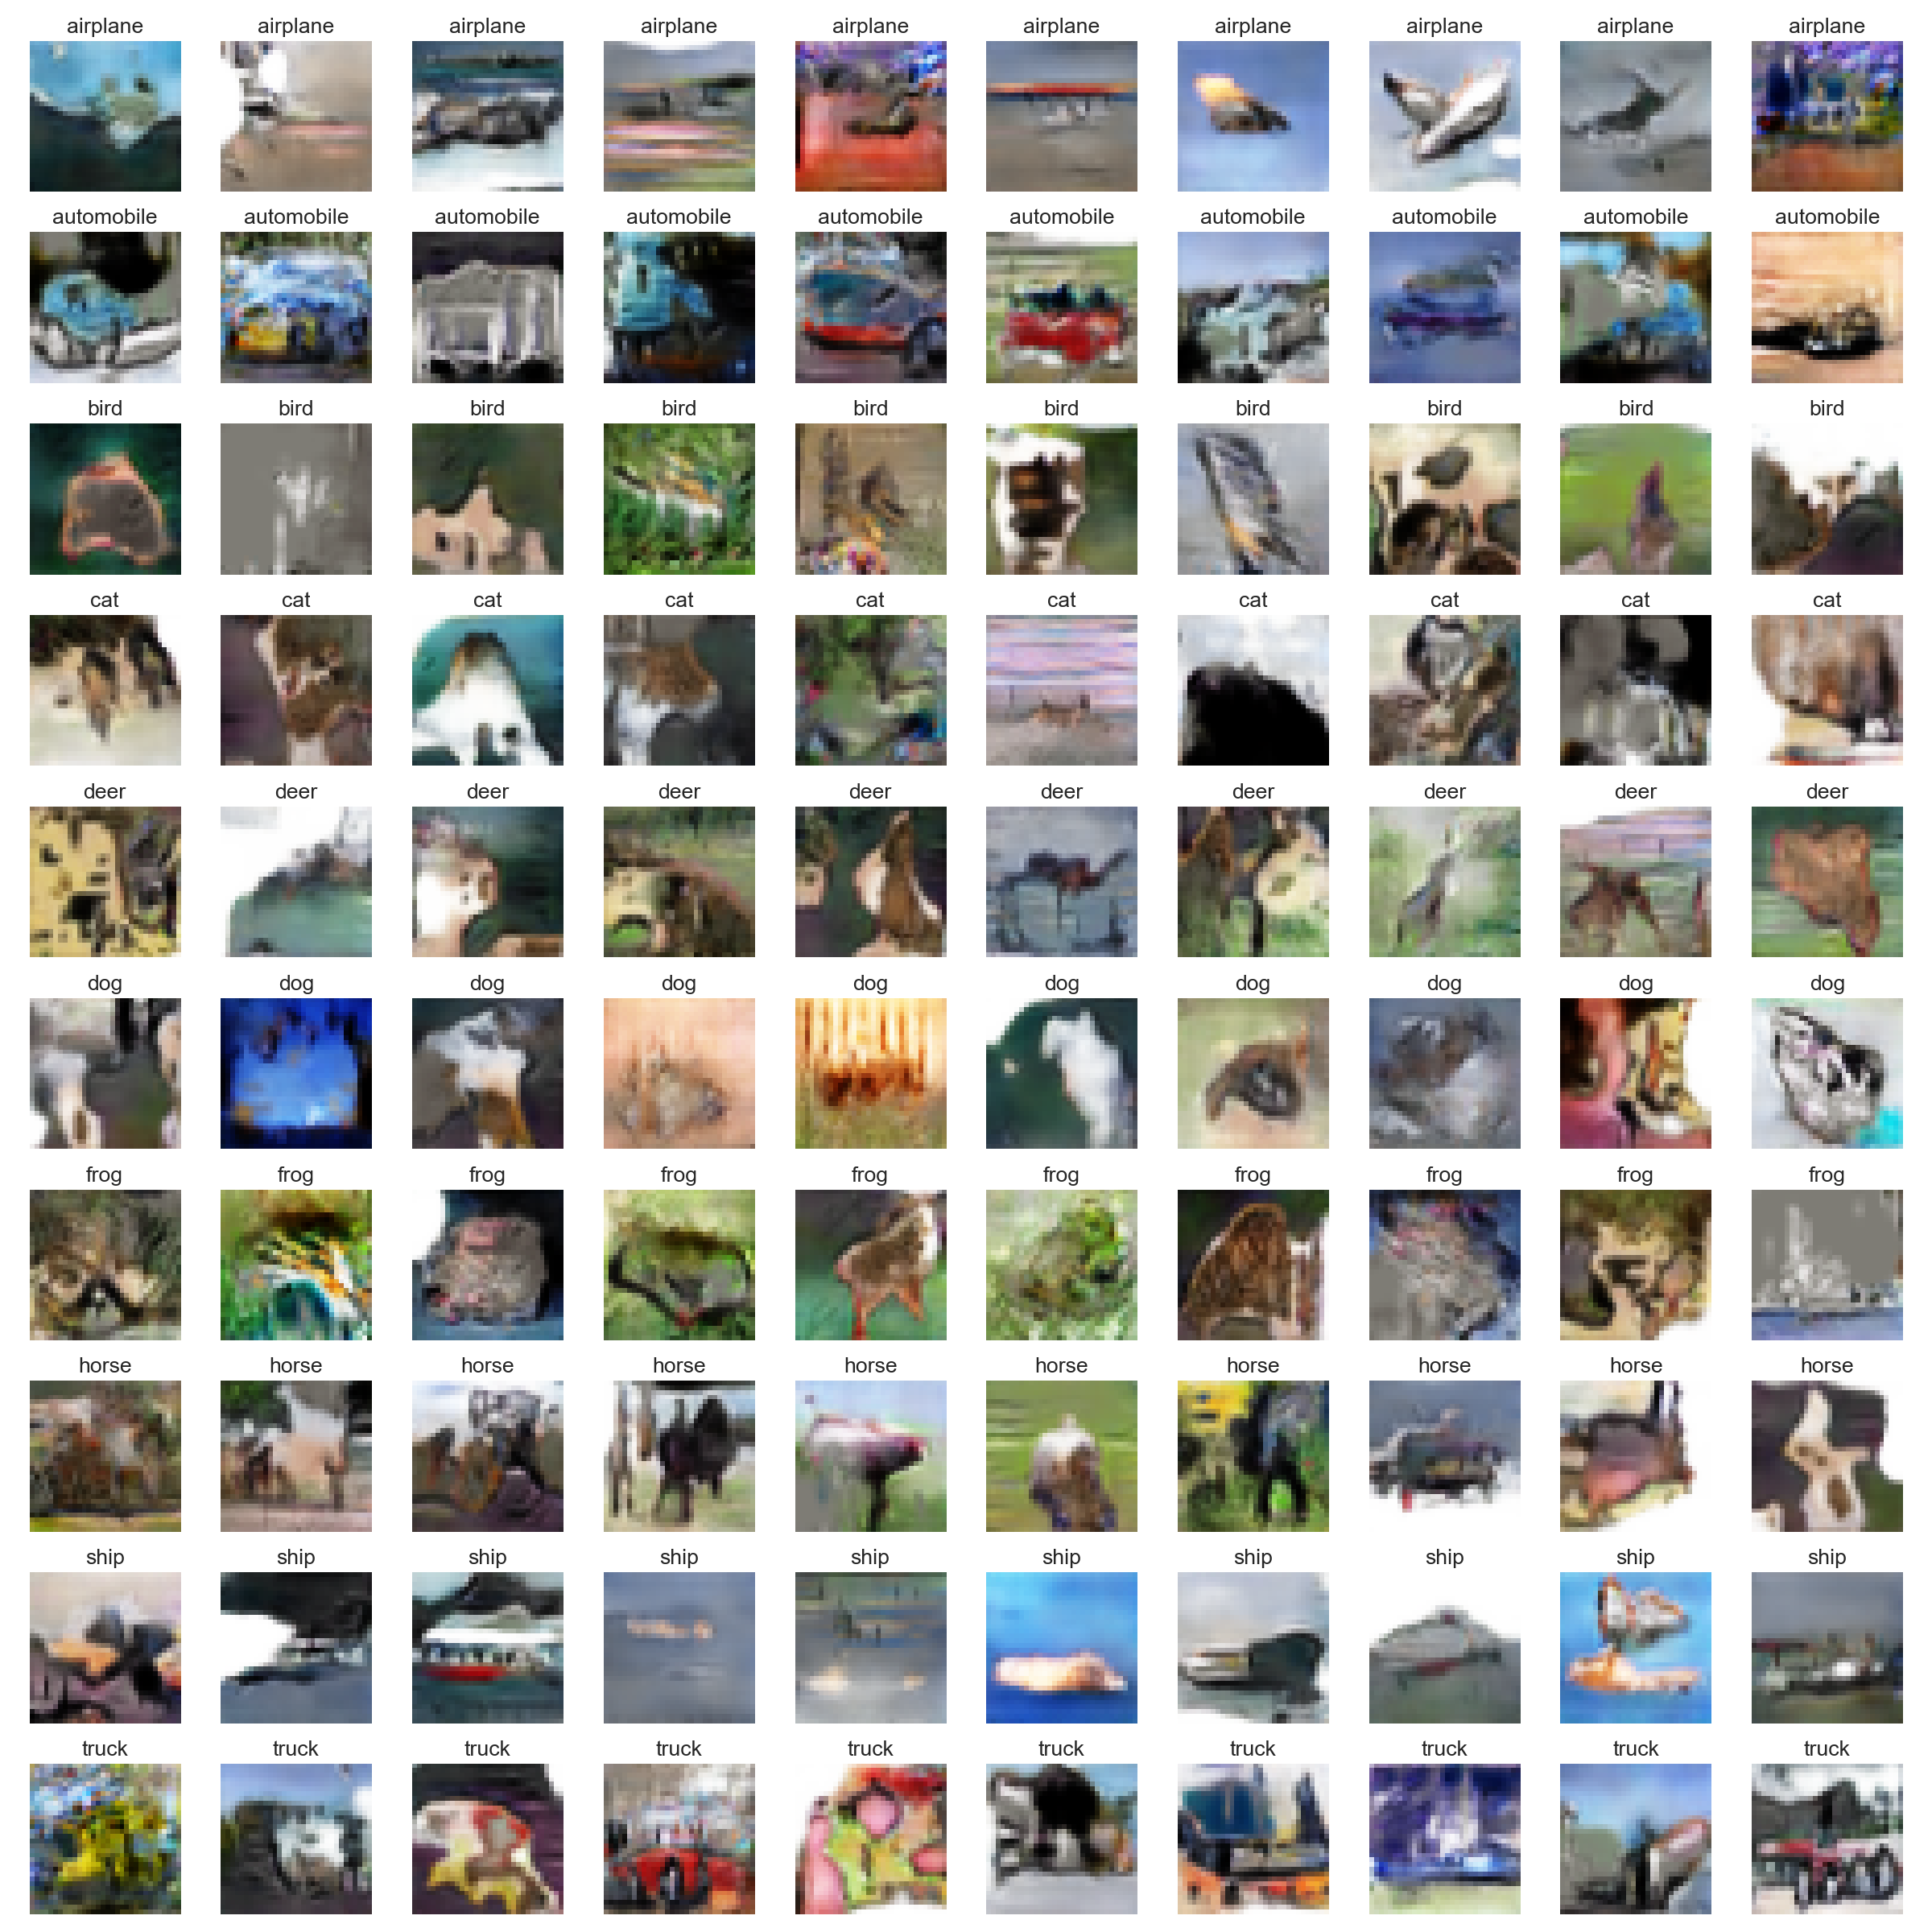 airplane airplane airplane airplane airplane airplane airplane airplane airplane airplane
automobile automobile automobile automobile automobile automobile automobile automobile automobile automobile
bird bird bird bird bird bird bird bird bird bird
cat cat cat cat cat cat cat cat cat cat
deer deer deer deer deer deer deer deer deer deer
dog dog dog dog dog dog dog dog dog dog
frog frog frog frog frog frog frog frog frog frog
horse horse horse horse horse horse horse horse horse horse
ship ship ship ship ship ship ship ship ship ship
truck truck truck truck truck truck truck truck truck truck